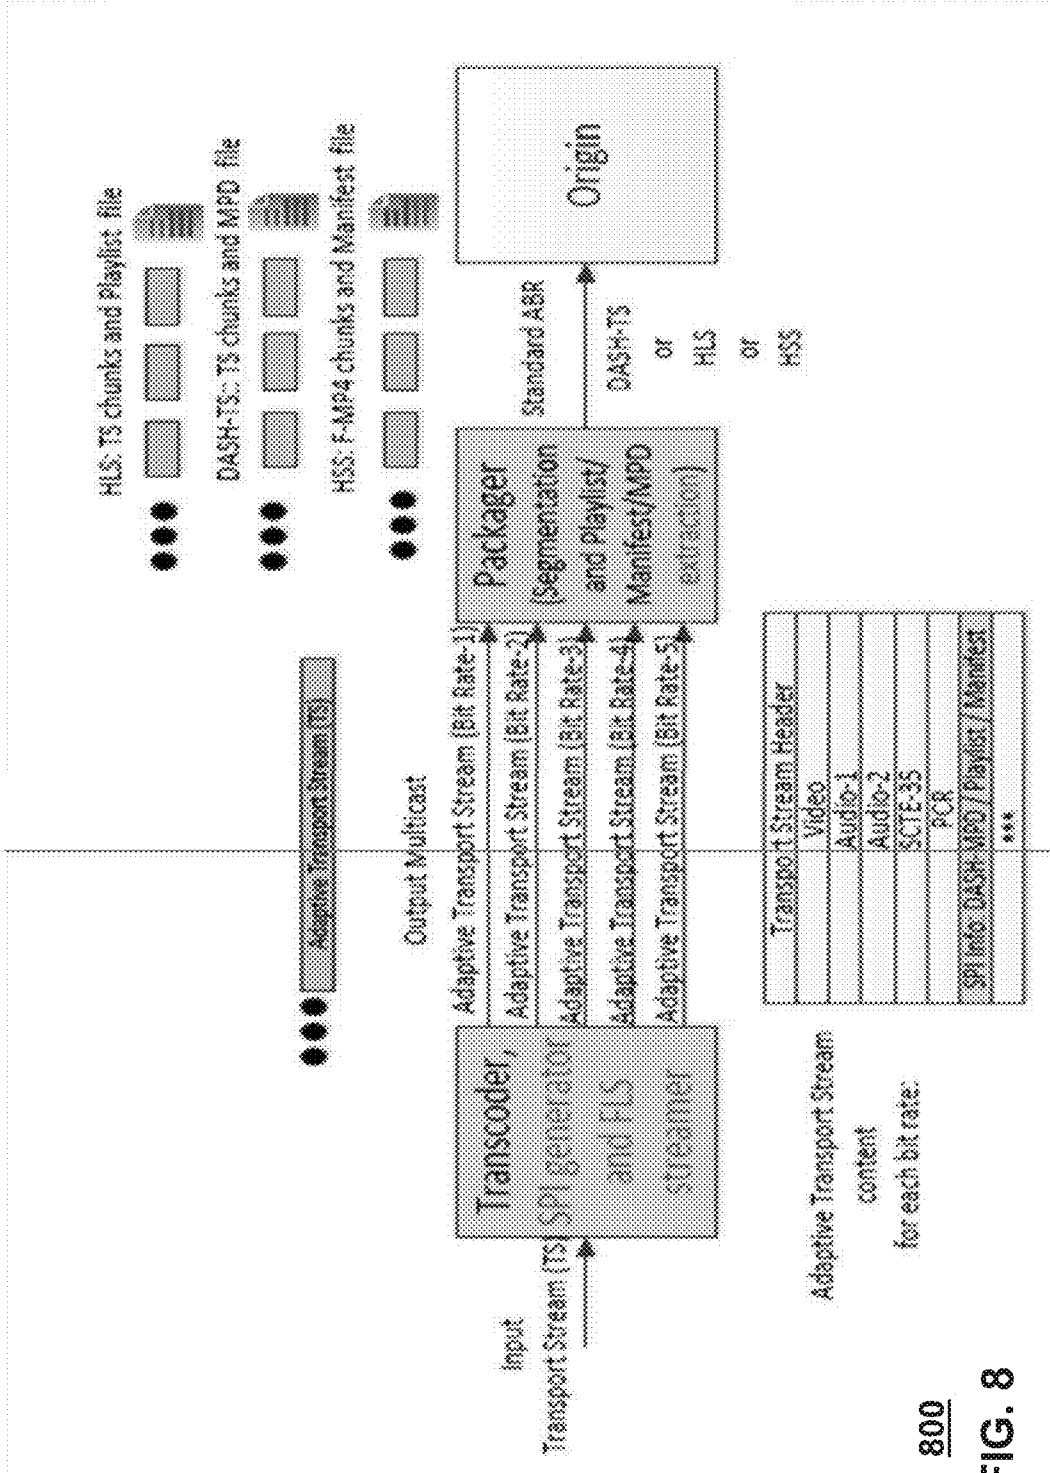 HLS: TS chunks and Playlist file
DASH-TS:: TS chunks and MPD file
HSS: F-MP4 chunks and Manifest file
Adaptive Transport Stream (TS)
Output Multicast
Input
Transport Stream (TS)
Transcoder,
SPI generator
and FLS
streamer
Adaptive Transport Stream (Bit Rate-1)
Adaptive Transport Stream (Bit Rate-2)
Adaptive Transport Stream (Bit Rate-3)
Adaptive Transport Stream (Bit Rate-4)
Adaptive Transport Stream (Bit Rate-5)
Packager
(Segmentation
and Playlist/
Manifest/MPD
extraction)
Standard ABR
DASH-TS
or
HLS
or
HSS
Origin
Adaptive Transport Stream
content
for each bit rate:
Transport Stream Header
Video
Audio-1
Audio-2
SCTE-35
PCR
SPI Info: DASH MPD / Playlist / Manifest
•••
800
FIG. 8